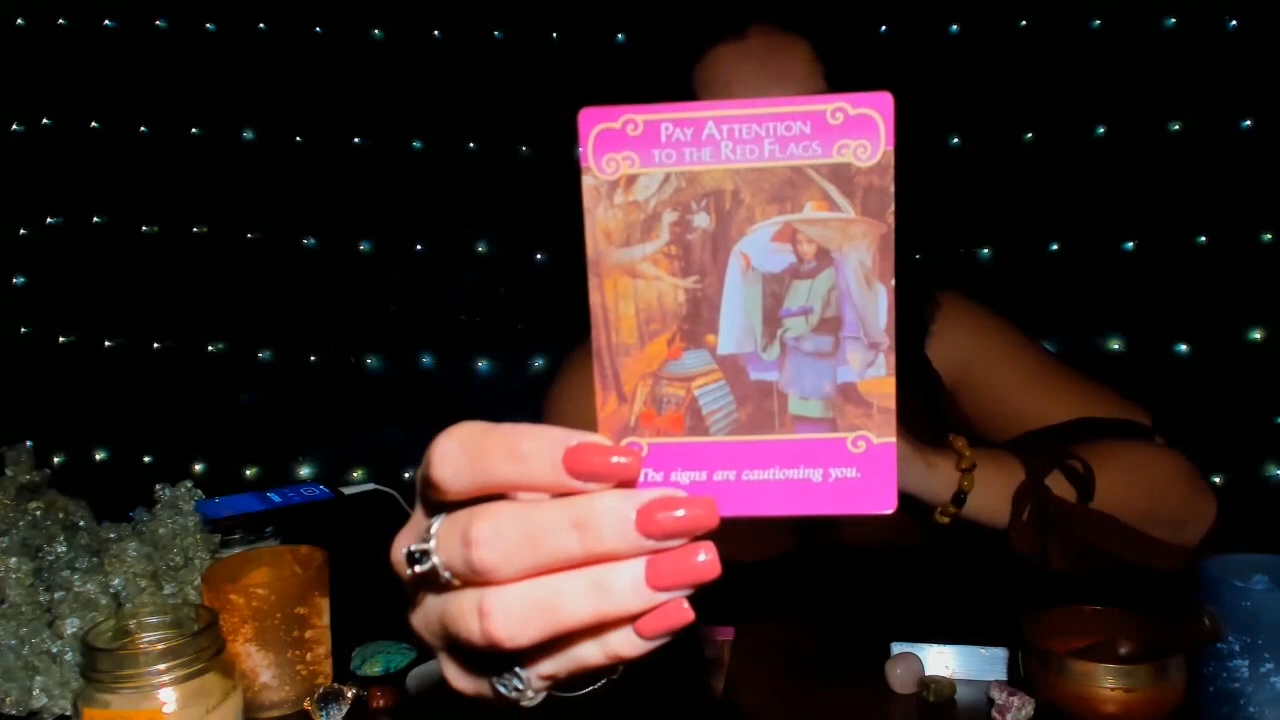 PAY ATTENTION
TO THE RED FLAGS
The signs are cautioning you.